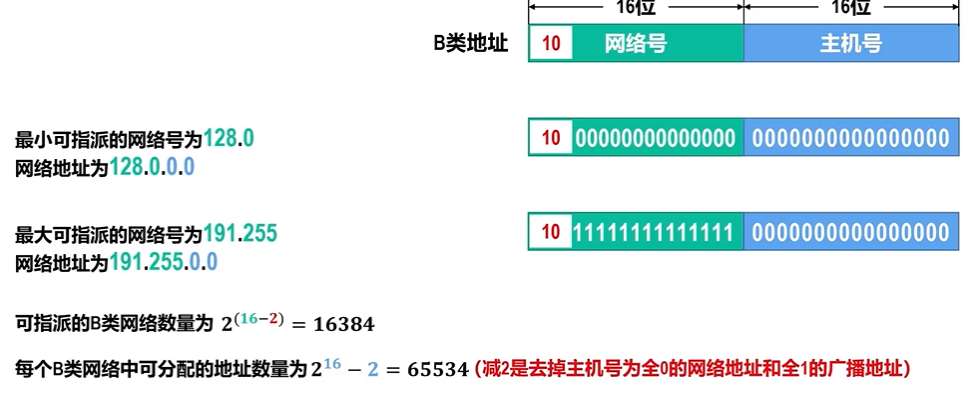 16位 16位
B类地址 10 网络号 主机号
最小可指派的网络号为128.0
网络地址为128.0.0.0
10 00000000000000 0000000000000000
最大可指派的网络号为191.255
网络地址为191.255.0.0
10 11111111111111 0000000000000000
可指派的B类网络数量为 2^(16−2) = 16384
每个B类网络中可分配的地址数量为 2^16 − 2 = 65534 (减2是去掉主机号为全0的网络地址和全1的广播地址)